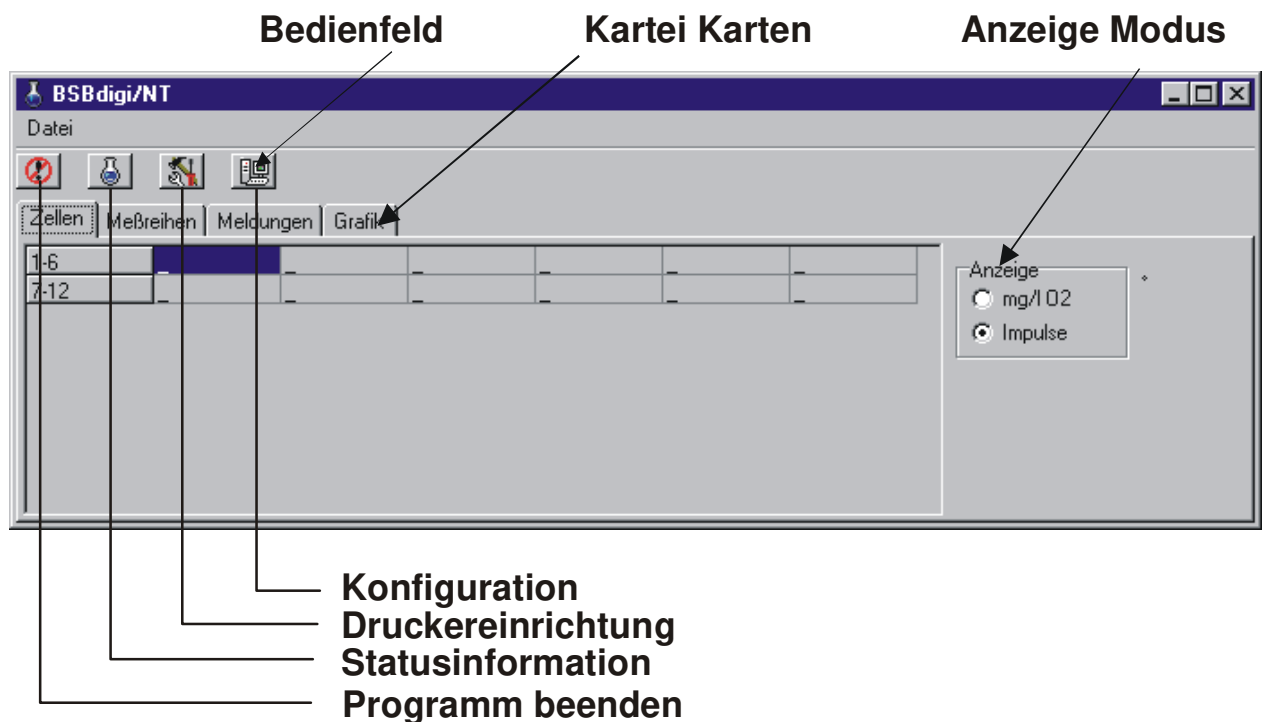 Bedienfeld Kartei Karten Anzeige Modus
BSBdigi/NT
Datei
Zellen Meßreihen Meldungen Grafik
1-6 _ _ _ _ _ _
7-12 _ _ _ _ _ _
Anzeige
mg/l O2
Impulse
Konfiguration
Druckereinrichtung
Statusinformation
Programm beenden